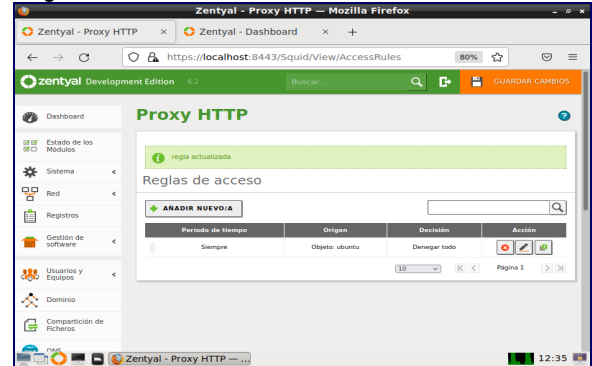 Zentyal - Proxy HTTP — Mozilla Firefox
Zentyal - Proxy HTTP × Zentyal - Dashboard × +
https://localhost:8443/Squid/View/AccessRules 80%
zentyal Development Edition 6.2 Buscar... GUARDAR CAMBIOS
Dashboard
Estado de los
Módulos
Sistema
Red
Registros
Gestión de
software
Usuarios y
Equipos
Dominio
Compartición de
Ficheros
DNS
Proxy HTTP
regla actualizada
Reglas de acceso
+ AÑADIR NUEVO/A
Período de tiempo Origen Decisión Acción
Siempre Objeto: ubuntu Denegar todo
10 Página 1
Zentyal - Proxy HTTP — ... 12:35